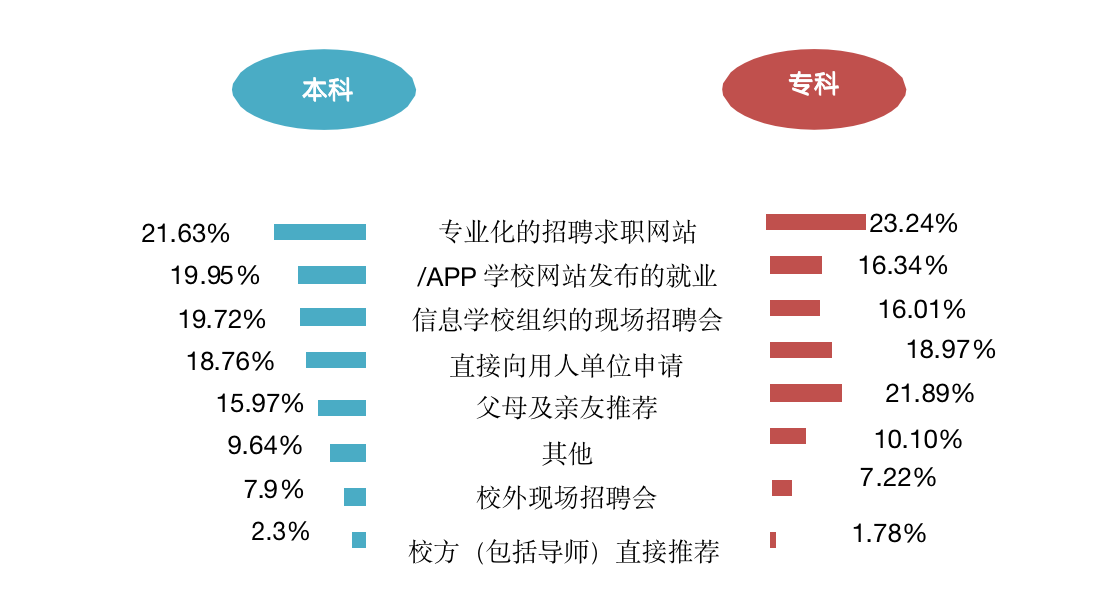 本科 专科
21.63% 专业化的招聘求职网站 23.24%
19.95% /APP 学校网站发布的就业 16.34%
19.72% 信息学校组织的现场招聘会 16.01%
18.76% 直接向用人单位申请 18.97%
15.97% 父母及亲友推荐 21.89%
9.64% 其他 10.10%
7.9% 校外现场招聘会 7.22%
2.3% 校方（包括导师）直接推荐 1.78%